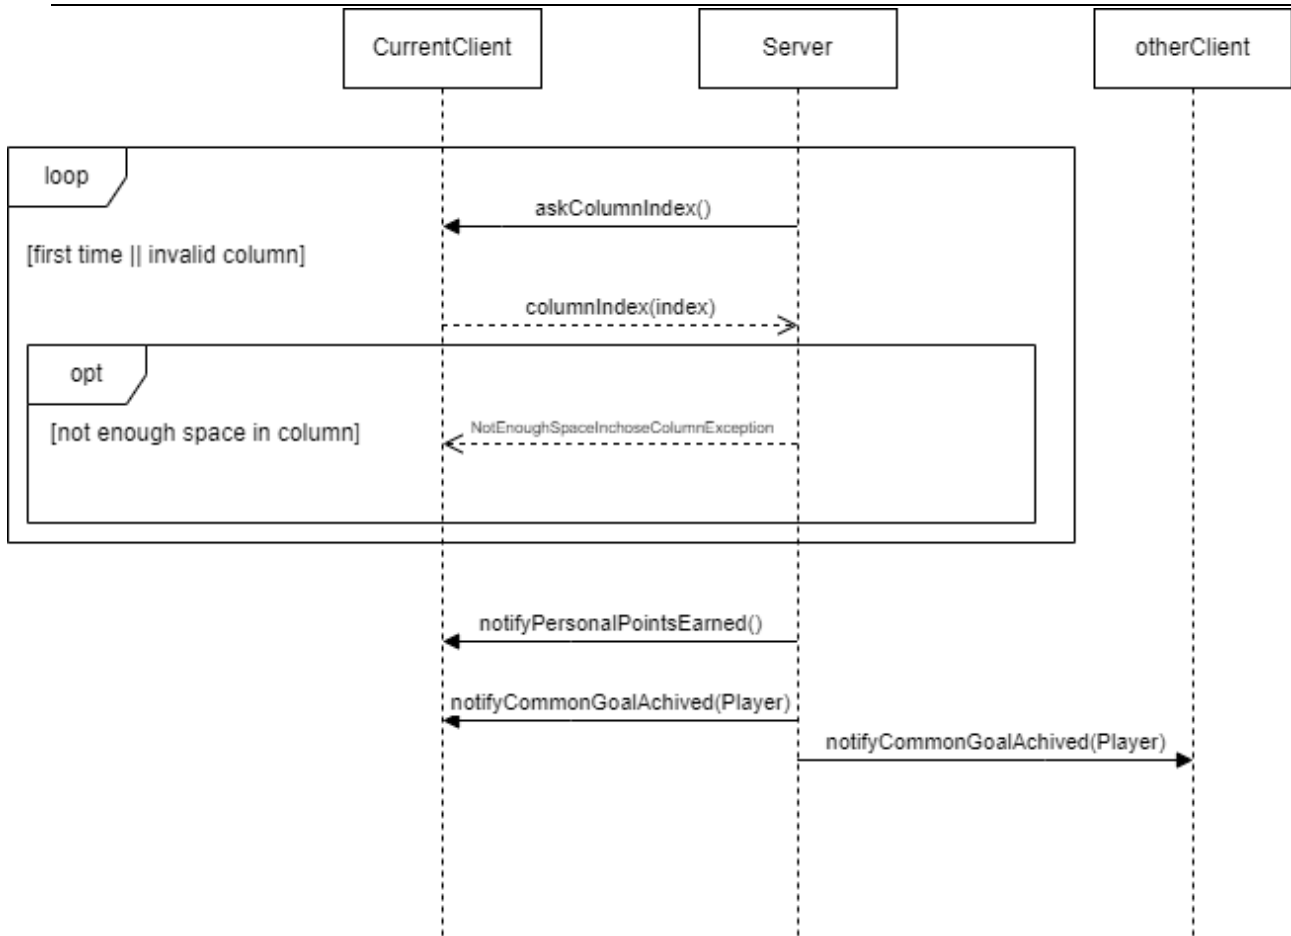 CurrentClient
Server
otherClient
loop
askColumnIndex()
[first time || invalid column]
columnIndex(index)
opt
[not enough space in column]
NotEnoughSpaceInchoseColumnException
notifyPersonalPointsEarned()
notifyCommonGoalAchived(Player)
notifyCommonGoalAchived(Player)